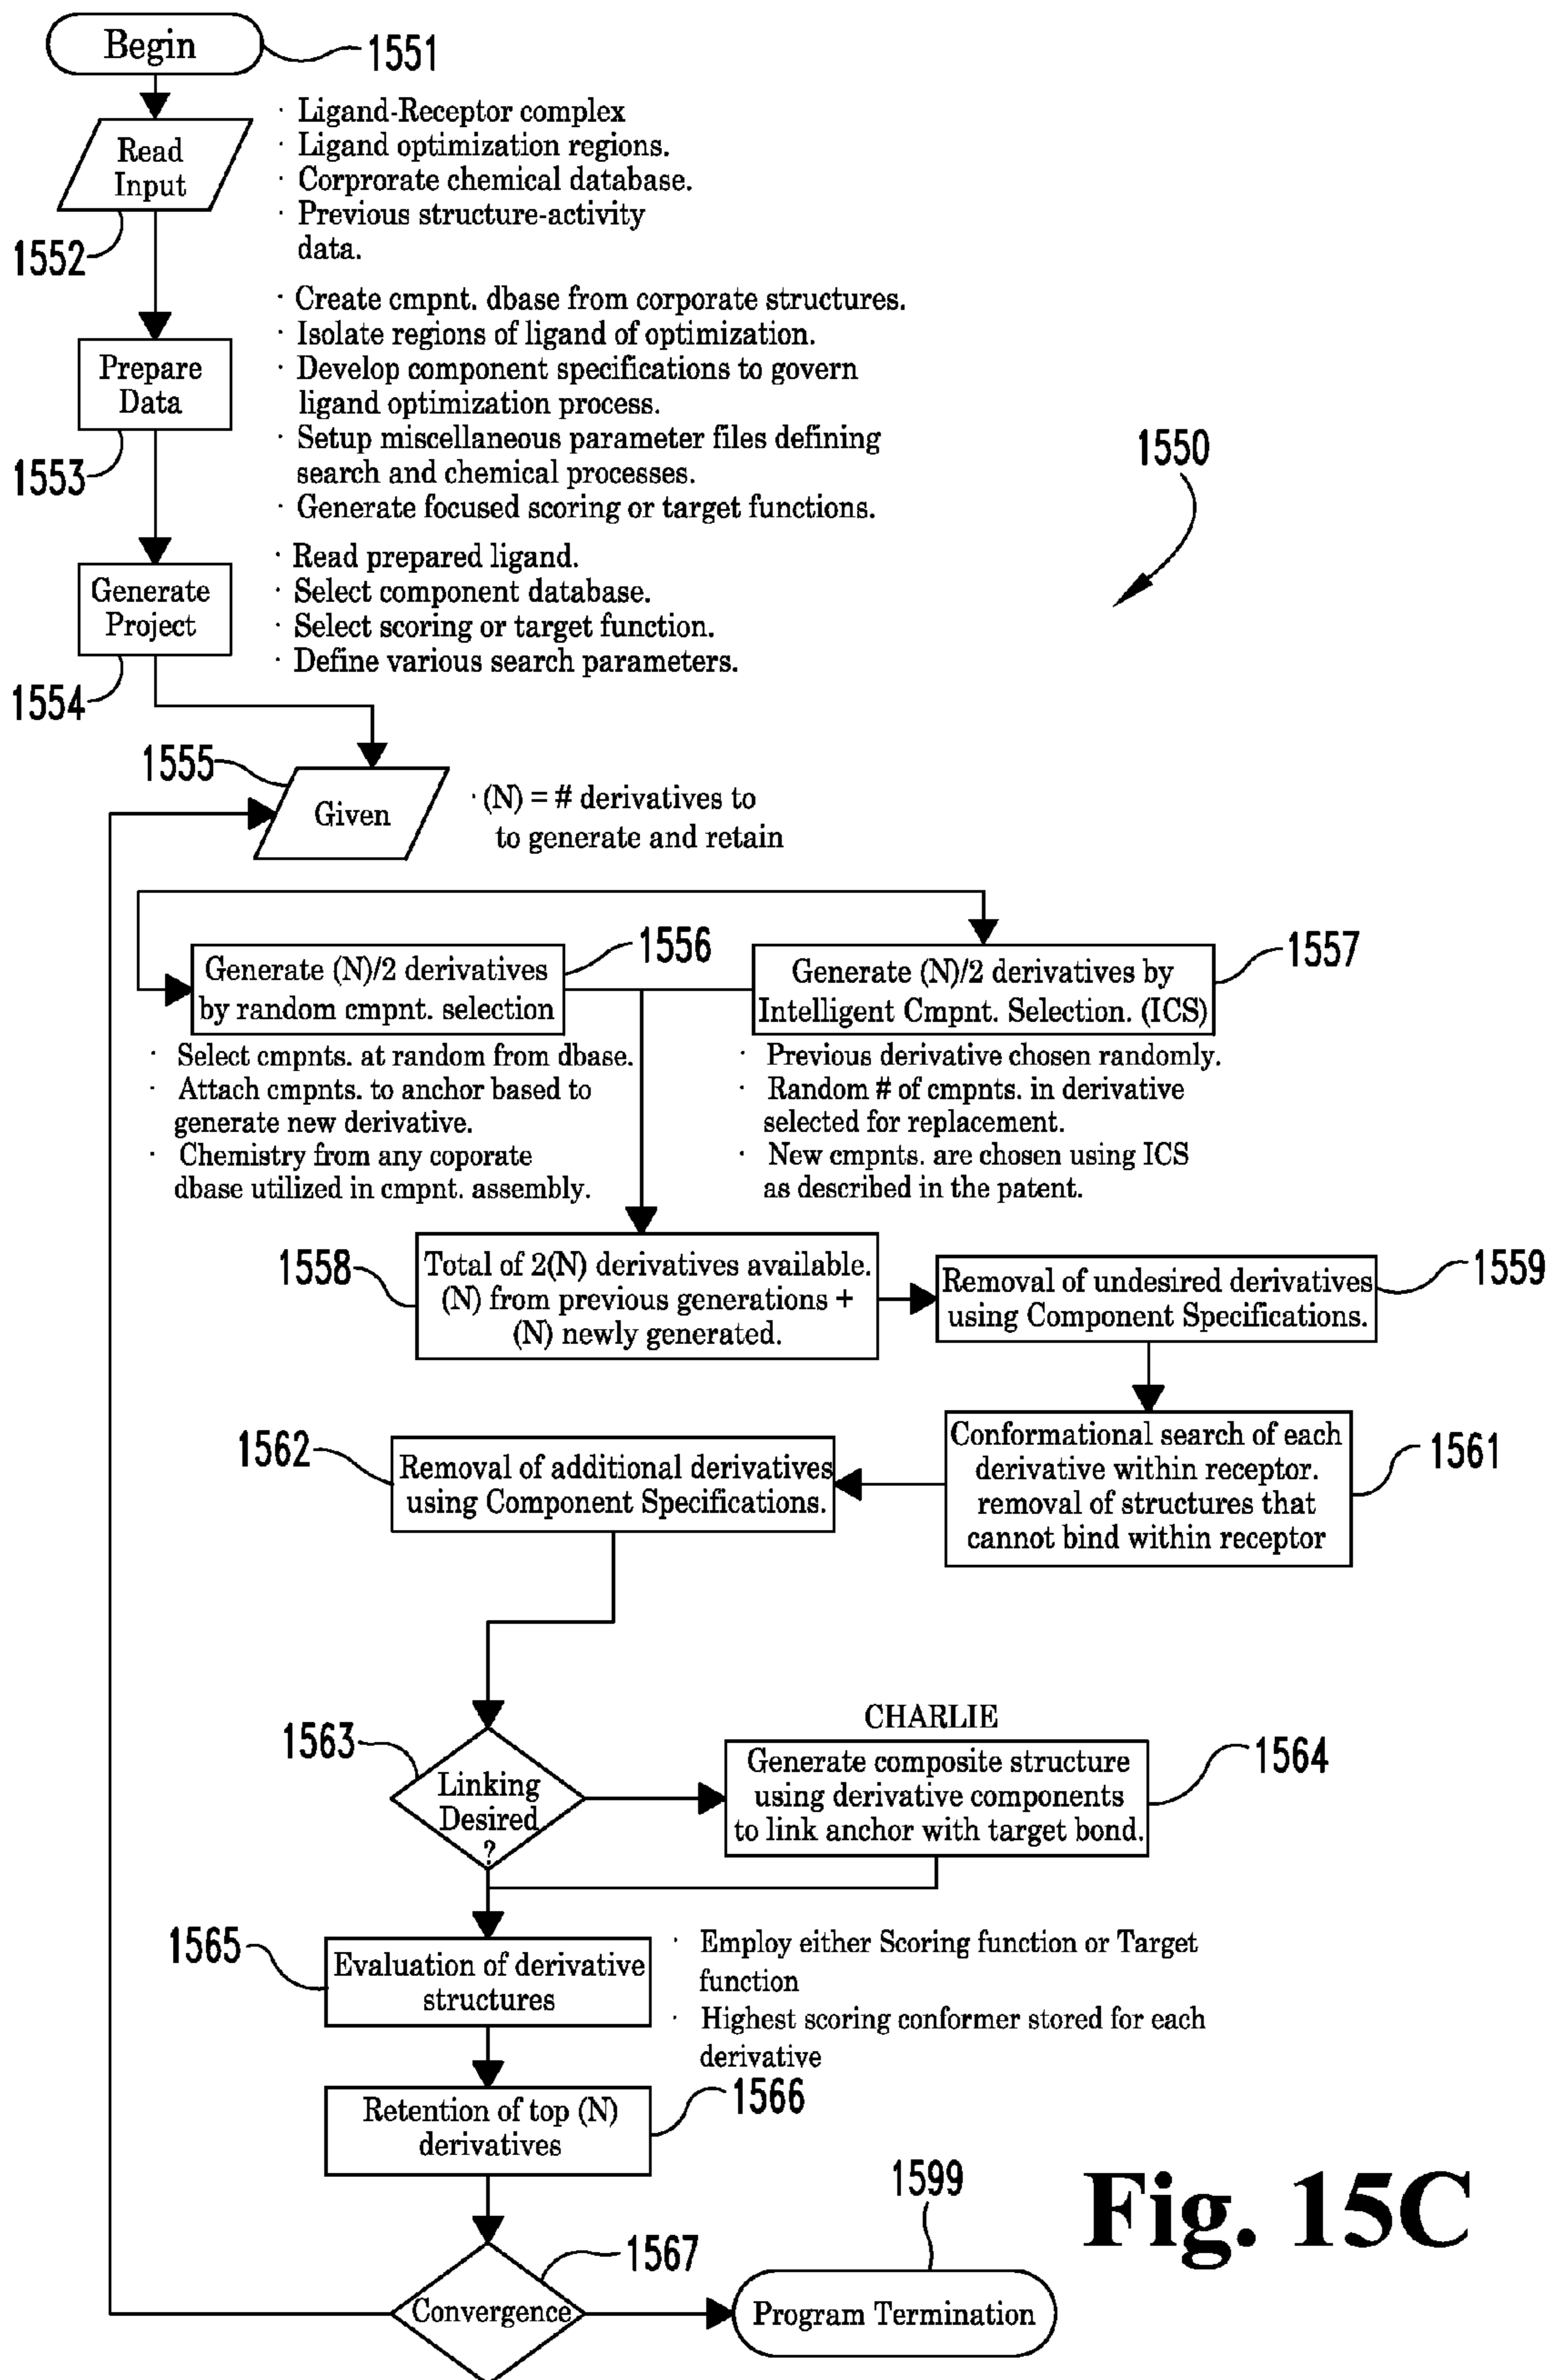 Begin
1551
Read
Input
1552
· Ligand-Receptor complex
· Ligand optimization regions.
· Corprorate chemical database.
· Previous structure-activity
data.
Prepare
Data
1553
· Create cmpnt. dbase from corporate structures.
· Isolate regions of ligand of optimization.
· Develop component specifications to govern
ligand optimization process.
· Setup miscellaneous parameter files defining
search and chemical processes.
· Generate focused scoring or target functions.
1550
Generate
Project
1554
· Read prepared ligand.
· Select component database.
· Select scoring or target function.
· Define various search parameters.
1555
Given
· (N) = # derivatives to
to generate and retain
Generate (N)/2 derivatives
by random cmpnt. selection
1556
· Select cmpnts. at random from dbase.
· Attach cmpnts. to anchor based to
generate new derivative.
· Chemistry from any coporate
dbase utilized in cmpnt. assembly.
Generate (N)/2 derivatives by
Intelligent Cmpnt. Selection. (ICS)
1557
· Previous derivative chosen randomly.
· Random # of cmpnts. in derivative
selected for replacement.
· New cmpnts. are chosen using ICS
as described in the patent.
1558
Total of 2(N) derivatives available.
(N) from previous generations +
(N) newly generated.
Removal of undesired derivatives
using Component Specifications.
1559
Conformational search of each
derivative within receptor.
removal of structures that
cannot bind within receptor
1561
1562
Removal of additional derivatives
using Component Specifications.
1563
Linking
Desired
?
CHARLIE
Generate composite structure
using derivative components
to link anchor with target bond.
1564
1565
Evaluation of derivative
structures
· Employ either Scoring function or Target
function
· Highest scoring conformer stored for each
derivative
Retention of top (N)
derivatives
1566
Convergence
1567
1599
Program Termination
Fig. 15C